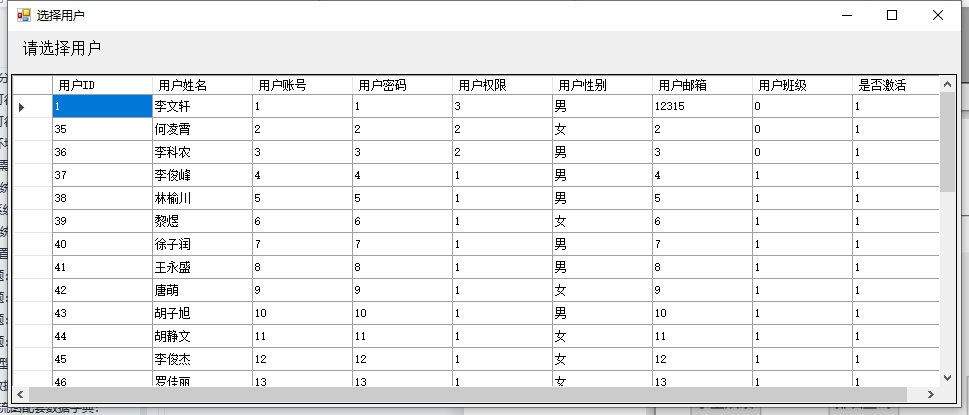 选择用户
请选择用户
用户ID 用户姓名 用户账号 用户密码 用户权限 用户性别 用户邮箱 用户班级 是否激活
1 李文轩 1 1 3 男 12315 0 1
35 何凌霄 2 2 2 女 2 0 1
36 李科农 3 3 2 男 3 0 1
37 李俊峰 4 4 1 男 4 1 1
38 林榆川 5 5 1 男 5 1 1
39 黎煜 6 6 1 女 6 1 1
40 徐子润 7 7 1 男 7 1 1
41 王永盛 8 8 1 男 8 1 1
42 唐萌 9 9 1 女 9 1 1
43 胡子旭 10 10 1 男 10 1 1
44 胡静文 11 11 1 女 11 1 1
45 李俊杰 12 12 1 女 12 1 1
46 罗佳丽 13 13 1 女 13 1 1